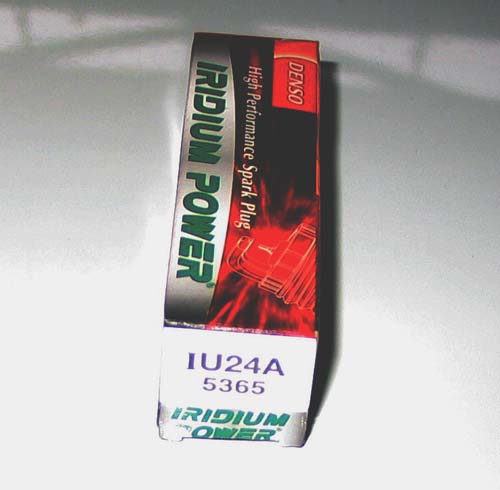 DENSO
High Performance Spark Plug
IRIDIUM POWER®
IU24A
5365
IRIDIUM
POWER